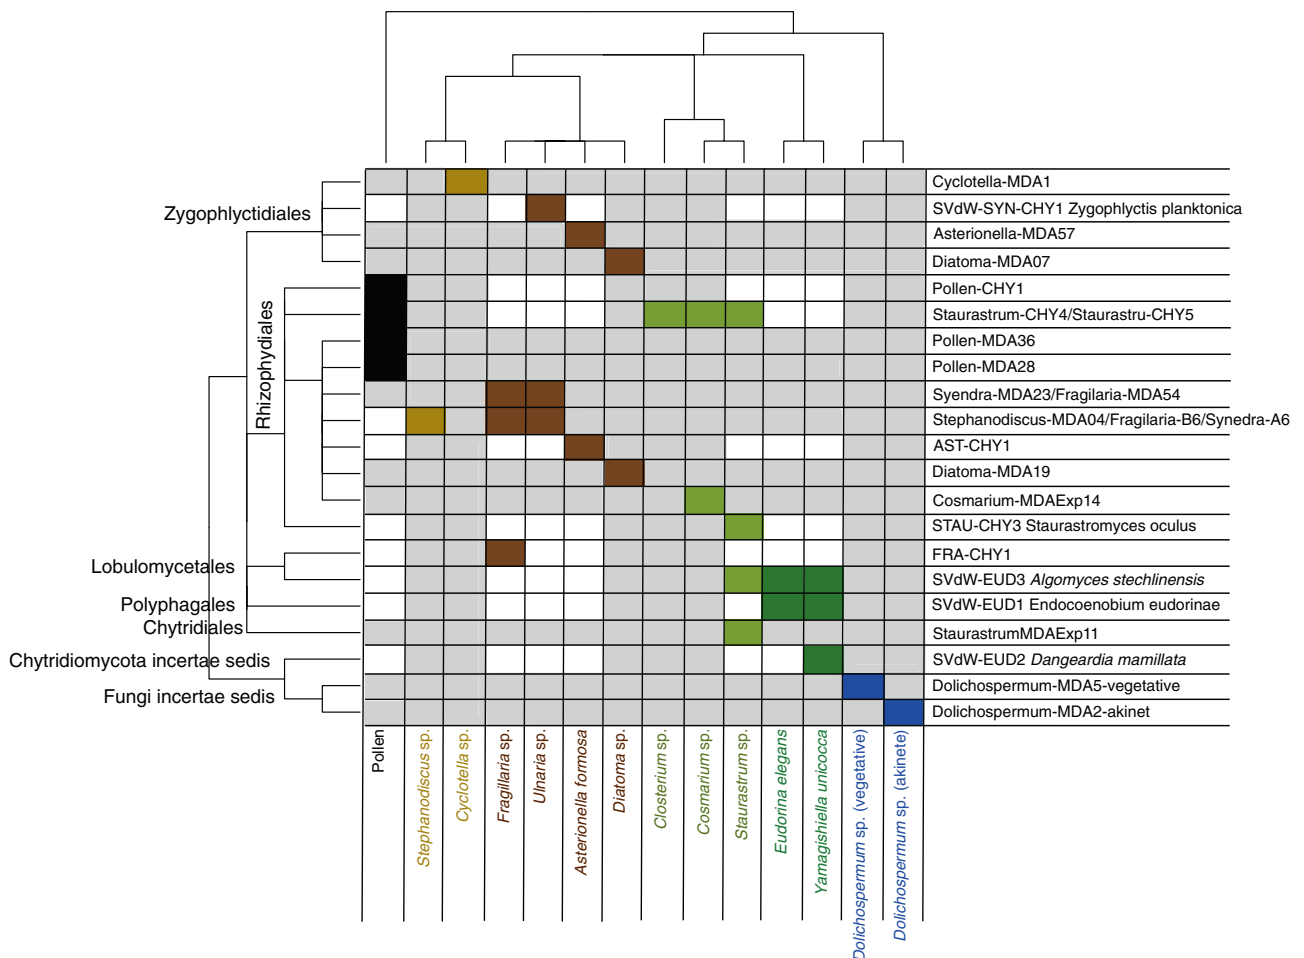 Zygophlyctidiales
Rhizophydiales
Lobulomycetales
Polyphagales
Chytridiales
Chytridiomycota incertae sedis
Fungi incertae sedis
Cyclotella-MDA1
SVdW-SYN-CHY1 Zygophlyctis planktonica
Asterionella-MDA57
Diatoma-MDA07
Pollen-CHY1
Staurastrum-CHY4/Staurastru-CHY5
Pollen-MDA36
Pollen-MDA28
Syendra-MDA23/Fragilaria-MDA54
Stephanodiscus-MDA04/Fragilaria-B6/Synedra-A6
AST-CHY1
Diatoma-MDA19
Cosmarium-MDAExp14
STAU-CHY3 Staurastromyces oculus
FRA-CHY1
SVdW-EUD3 Algomyces stechlinensis
SVdW-EUD1 Endocoenobium eudorinae
StaurastrumMDAExp11
SVdW-EUD2 Dangeardia mamillata
Dolichospermum-MDA5-vegetative
Dolichospermum-MDA2-akinet
Pollen
Stephanodiscus sp.
Cyclotella sp.
Fragillaria sp.
Ulnaria sp.
Asterionella formosa
Diatoma sp.
Closterium sp.
Cosmarium sp.
Staurastrum sp.
Eudorina elegans
Yamagishiella unicocca
Dolichospermum sp. (vegetative)
Dolichospermum sp. (akinete)